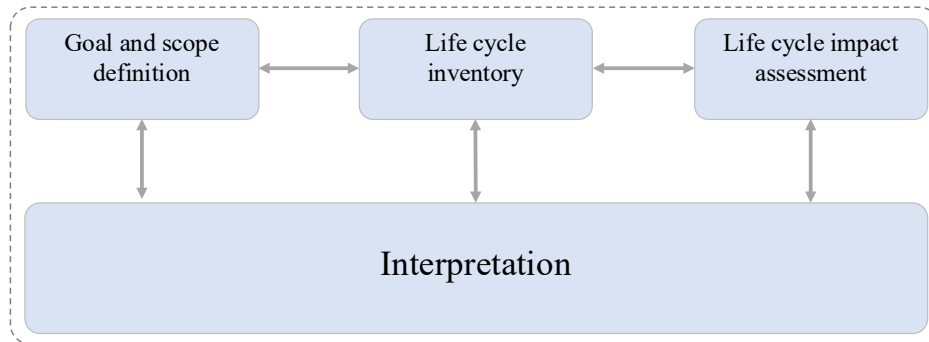 Goal and scope
definition
Life cycle
inventory
Life cycle impact
assessment
Interpretation